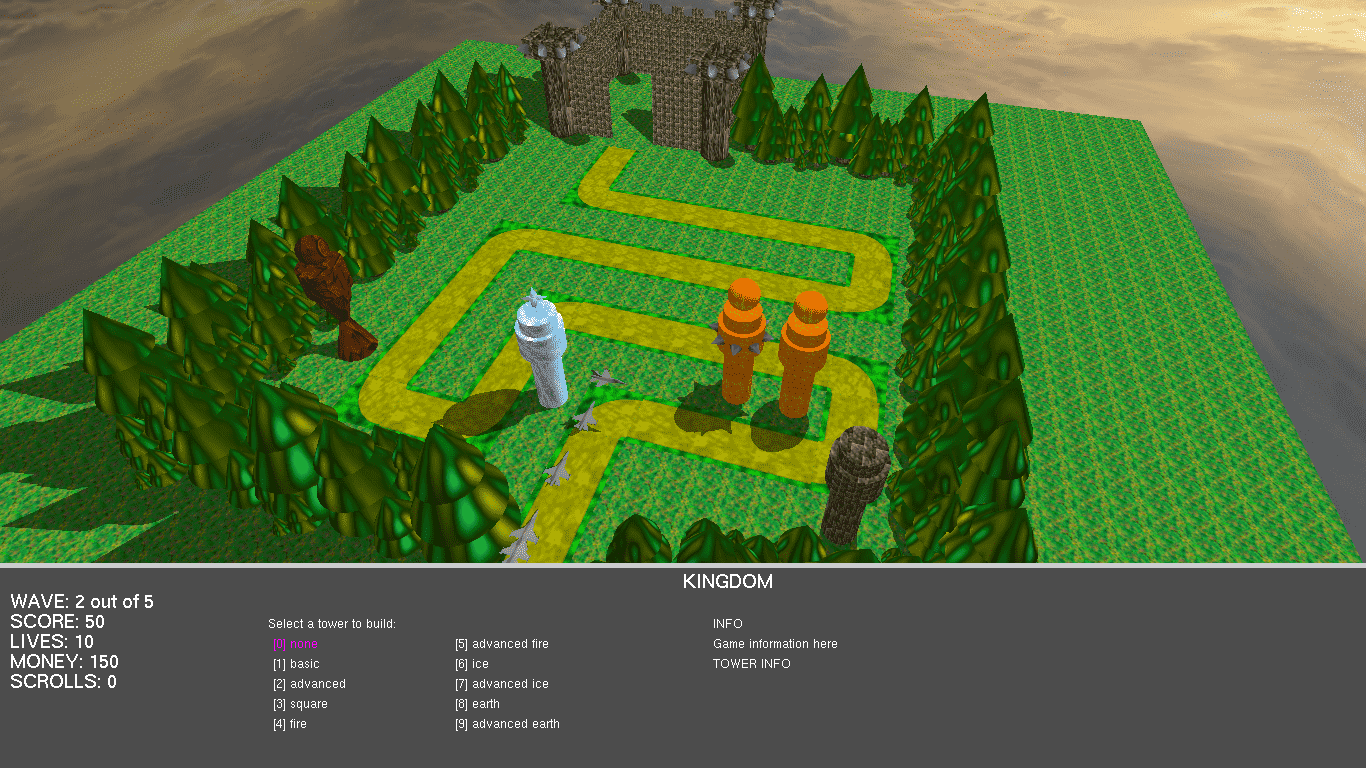 KINGDOM
WAVE: 2 out of 5
SCORE: 50
LIVES: 10
MONEY: 150
SCROLLS: 0
Select a tower to build:
[0] none
[1] basic
[2] advanced
[3] square
[4] fire
[5] advanced fire
[6] ice
[7] advanced ice
[8] earth
[9] advanced earth
INFO
Game information here
TOWER INFO